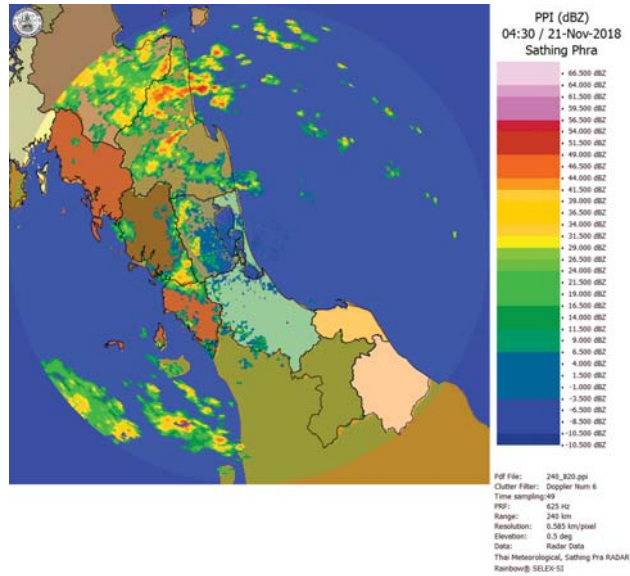 PPI (dBZ)
04:30 / 21-Nov-2018
Sathing Phra
66.500 dBZ
64.000 dBZ
61.500 dBZ
59.500 dBZ
56.500 dBZ
54.000 dBZ
51.500 dBZ
49.000 dBZ
46.500 dBZ
44.000 dBZ
41.500 dBZ
39.000 dBZ
36.500 dBZ
34.000 dBZ
31.500 dBZ
29.000 dBZ
26.500 dBZ
24.000 dBZ
21.500 dBZ
19.000 dBZ
16.500 dBZ
14.000 dBZ
11.500 dBZ
9.000 dBZ
6.500 dBZ
4.000 dBZ
1.500 dBZ
-1.000 dBZ
-3.500 dBZ
-6.500 dBZ
-8.500 dBZ
-10.500 dBZ
-10.500 dBZ
Pdf File: 240_820.ppi
Clutter Filter: Doppler Num 6
Time sampling:49
PRF: 625 Hz
Range: 240 km
Resolution: 0.585 km/pixel
Elevation: 0.5 deg
Data: Radar Data
Thai Meteorological, Sathing Pra RADAR
Rainbow® SELEX-SI